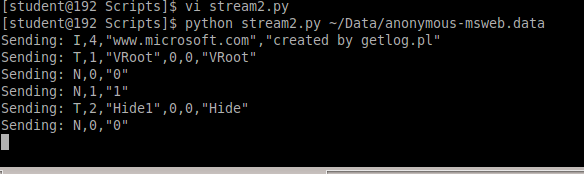 [student@192 Scripts]$ vi stream2.py
[student@192 Scripts]$ python stream2.py ~/Data/anonymous-msweb.data
Sending: I,4,"www.microsoft.com","created by getlog.pl"
Sending: T,1,"VRoot",0,0,"VRoot"
Sending: N,0,"0"
Sending: N,1,"1"
Sending: T,2,"Hide1",0,0,"Hide"
Sending: N,0,"0"